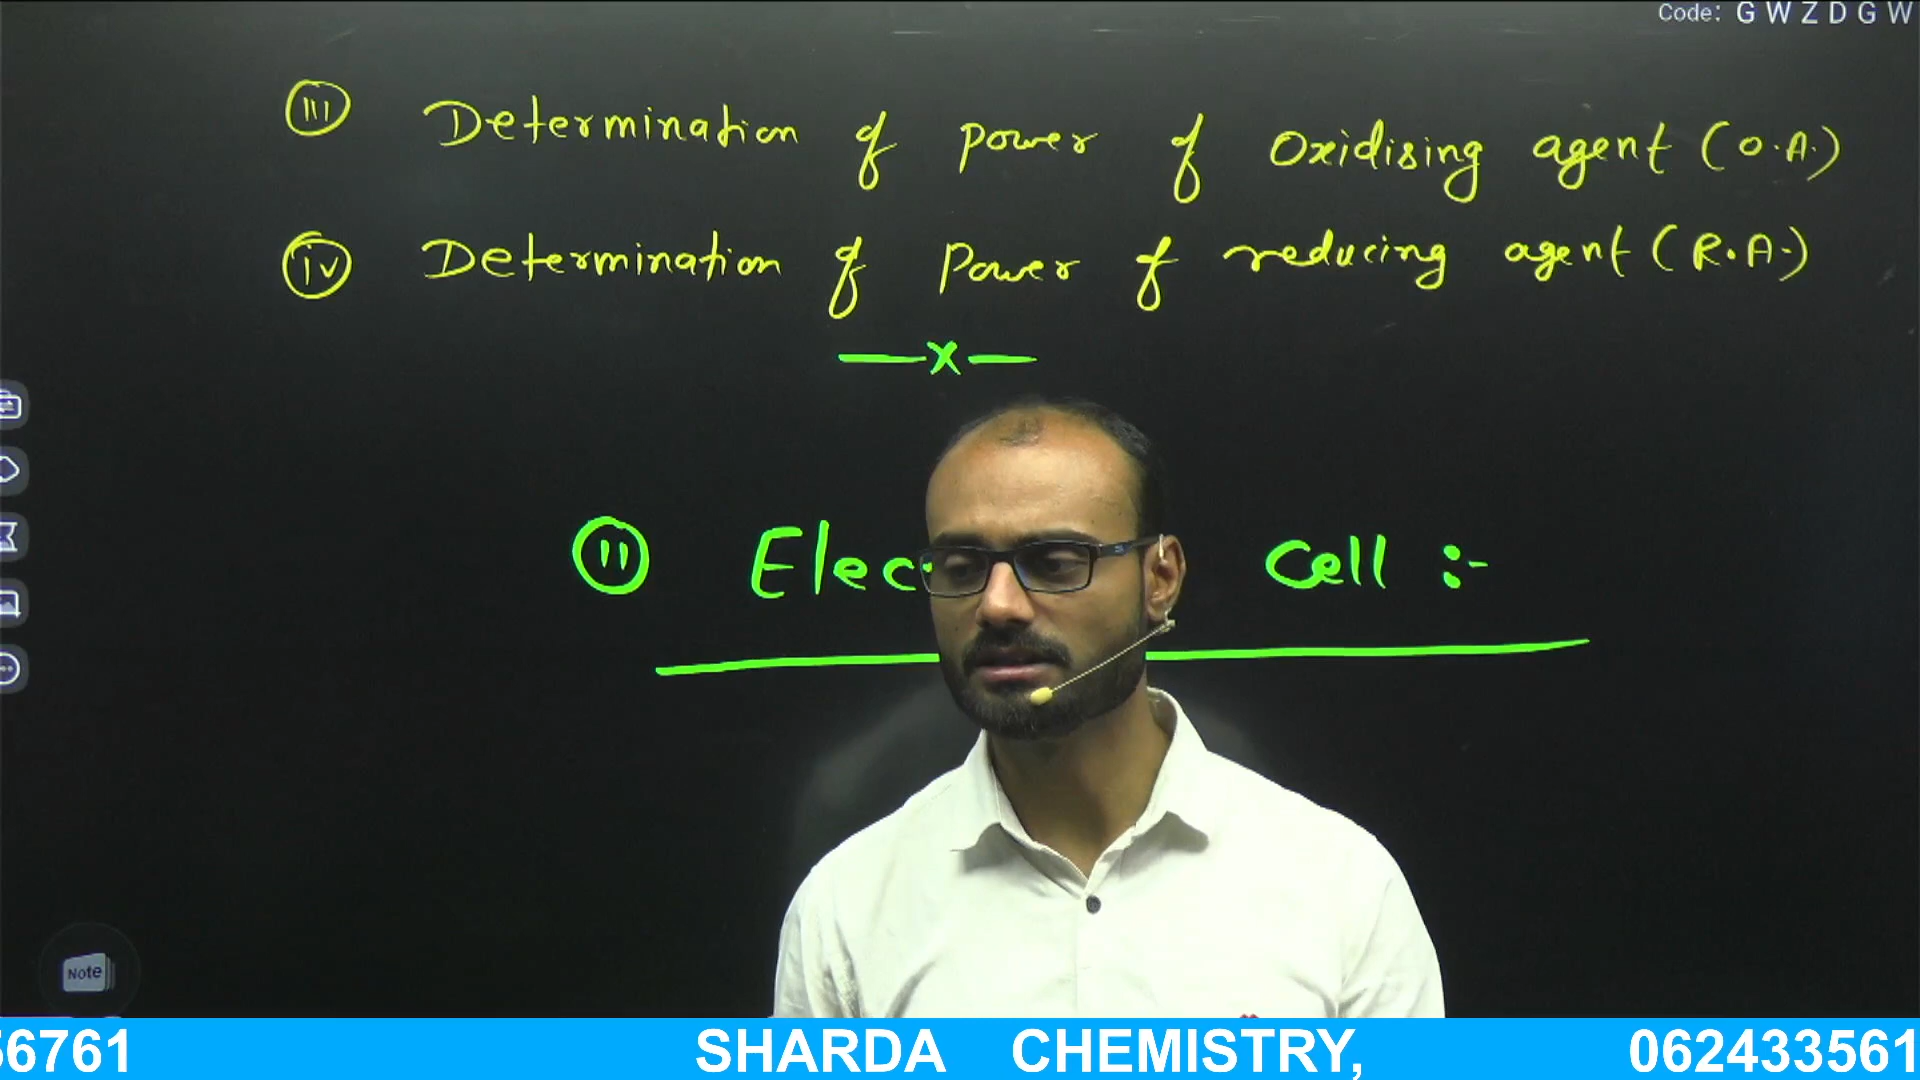 Code: G W Z D G W
(iii) Determination of power of Oxidising agent (O.A.)
(iv) Determination of Power of reducing agent (R.A.)
—x—
(11) Elec Cell :-
Note
56761 SHARDA CHEMISTRY, 062433561